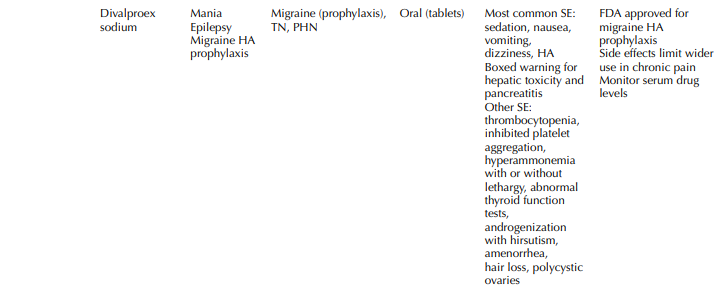 Divalproex
sodium
Mania
Epilepsy
Migraine HA
prophylaxis
Migraine (prophylaxis),
TN, PHN
Oral (tablets)
Most common SE:
sedation, nausea,
vomiting,
dizziness, HA
Boxed warning for
hepatic toxicity and
pancreatitis
Other SE:
thrombocytopenia,
inhibited platelet
aggregation,
hyperammonemia
with or without
lethargy, abnormal
thyroid function
tests,
androgenization
with hirsutism,
amenorrhea,
hair loss, polycystic
ovaries
FDA approved for
migraine HA
prophylaxis
Side effects limit wider
use in chronic pain
Monitor serum drug
levels